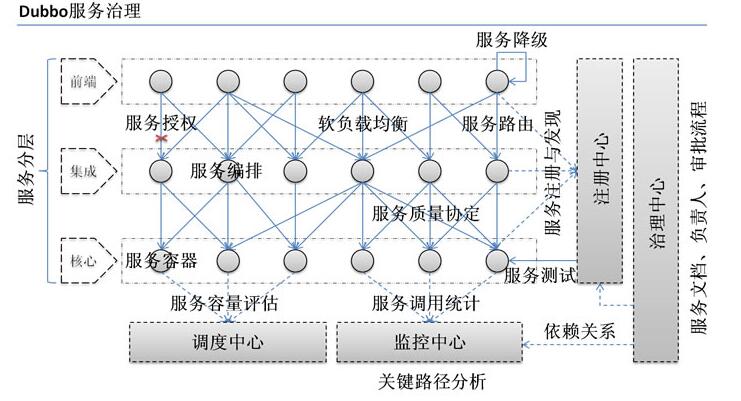 Dubbo服务治理
服务降级
前端
服务授权
软负载均衡
服务路由
服务分层
集成
服务编排
服务注册与发现
注册中心
治理中心
服务文档、负责人、审批流程
服务质量协定
核心
服务容器
服务测试
服务容量评估
服务调用统计
调度中心
监控中心
依赖关系
关键路径分析